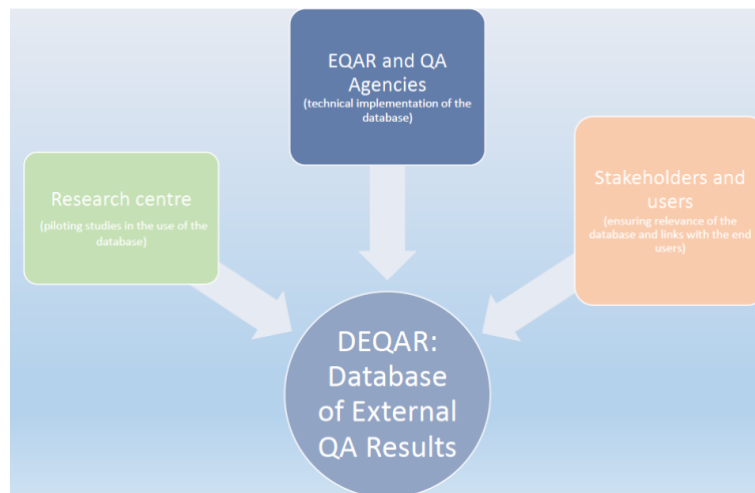 EQAR and QA
Agencies
(technical implementation of the
database)
Research centre
(piloting studies in the use of the
database)
Stakeholders and
users
(ensuring relevance of the
database and links with the end
users)
DEQAR:
Database
of External
QA Results